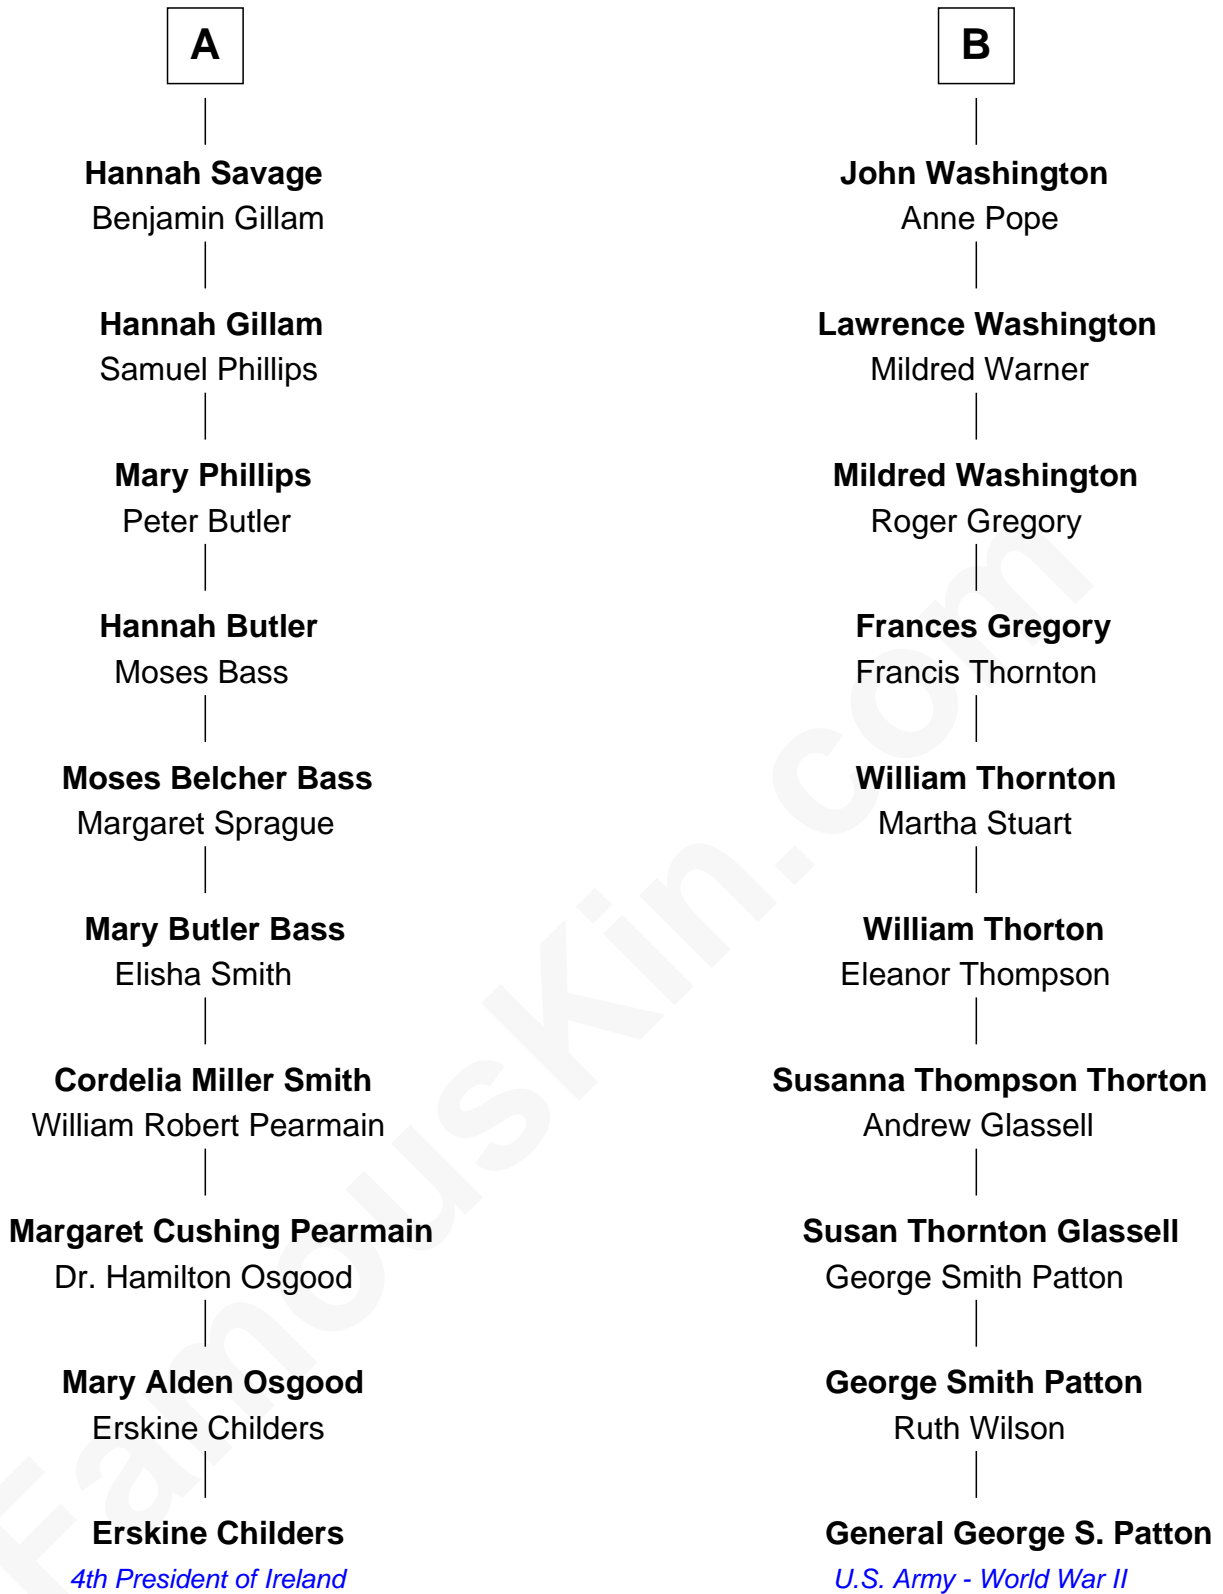 A
Hannah Savage
Benjamin Gillam
Hannah Gillam
Samuel Phillips
Mary Phillips
Peter Butler
Hannah Butler
Moses Bass
Moses Belcher Bass
Margaret Sprague
Mary Butler Bass
Elisha Smith
Cordelia Miller Smith
William Robert Pearmain
Margaret Cushing Pearmain
Dr. Hamilton Osgood
Mary Alden Osgood
Erskine Childers
Erskine Childers
4th President of Ireland
B
John Washington
Anne Pope
Lawrence Washington
Mildred Warner
Mildred Washington
Roger Gregory
Frances Gregory
Francis Thornton
William Thornton
Martha Stuart
William Thorton
Eleanor Thompson
Susanna Thompson Thorton
Andrew Glassell
Susan Thornton Glassell
George Smith Patton
George Smith Patton
Ruth Wilson
General George S. Patton
U.S. Army - World War II
FamousKin.com